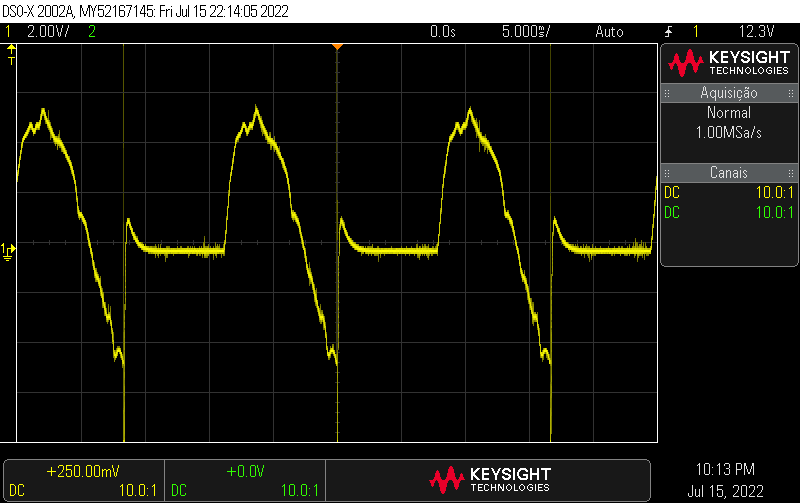 DSO-X 2002A, MY52167145: Fri Jul 15 22:14:05 2022
1 2.00V/ 2 0.0s 5.000ms/ Auto 1 12.3V
T
1
KEYSIGHT
TECHNOLOGIES
Aquisição
Normal
1.00MSa/s
Canais
DC 10.0:1
DC 10.0:1
+250.00mV
DC 10.0:1
+0.0V
DC 10.0:1
KEYSIGHT
TECHNOLOGIES
10:13 PM
Jul 15, 2022